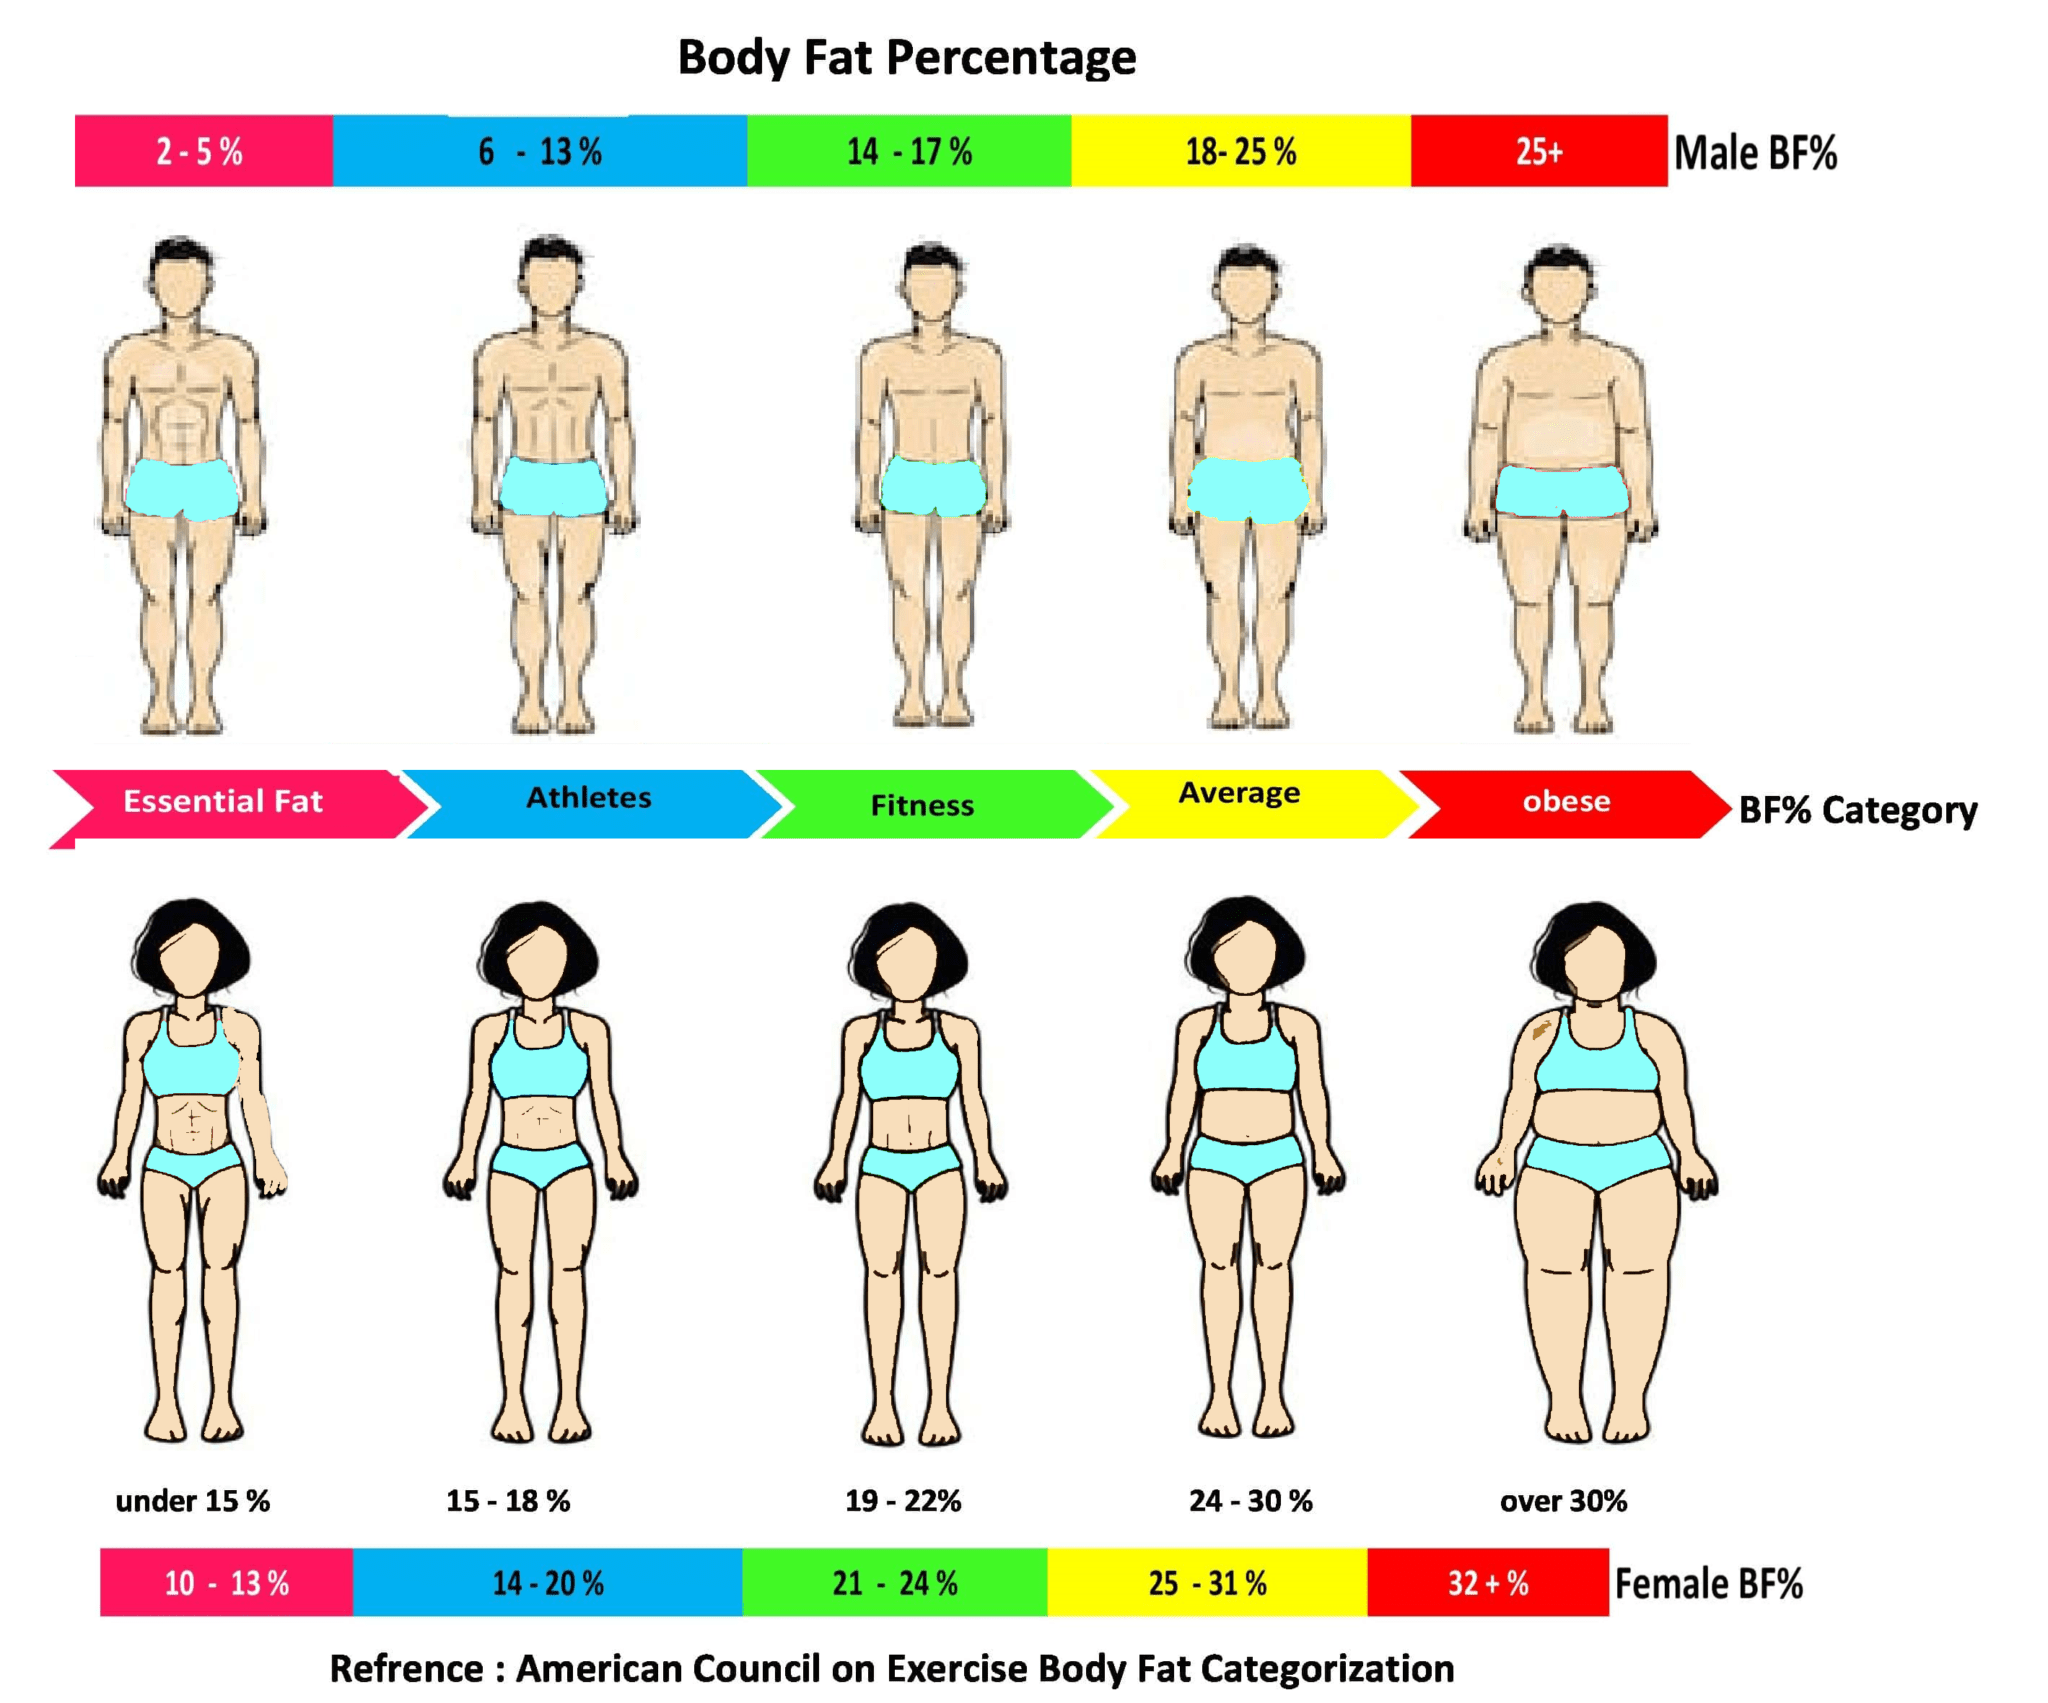 Body Fat Percentage
2 - 5 % 6 - 13 % 14 - 17 % 18- 25 % 25+ Male BF%
Essential Fat Athletes Fitness Average obese BF% Category
under 15 % 15 - 18 % 19 - 22% 24 - 30 % over 30%
10 - 13 % 14 - 20 % 21 - 24 % 25 - 31 % 32 + % Female BF%
Refrence : American Council on Exercise Body Fat Categorization